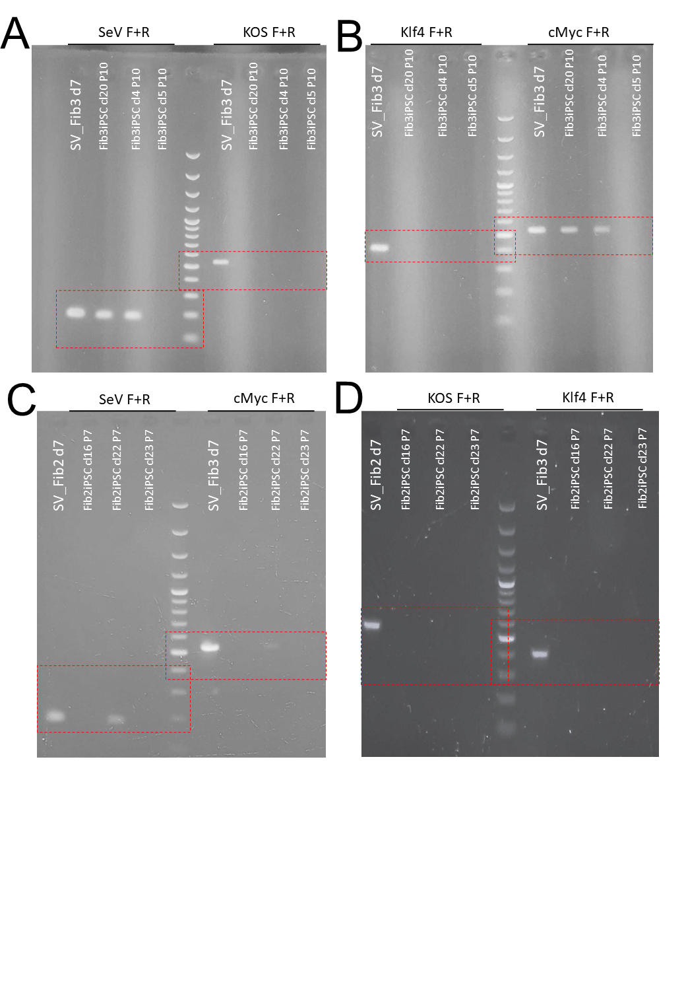 A
SeV F+R
KOS F+R
SV_Fib3 d7
Fib3iPSC cl20 P10
Fib3iPSC cl4 P10
Fib3iPSC cl5 P10
SV_Fib3 d7
Fib3iPSC cl20 P10
Fib3iPSC cl4 P10
Fib3iPSC cl5 P10
B
Klf4 F+R
cMyc F+R
SV_Fib3 d7
Fib3iPSC cl20 P10
Fib3iPSC cl4 P10
Fib3iPSC cl5 P10
SV_Fib3 d7
Fib3iPSC cl20 P10
Fib3iPSC cl4 P10
Fib3iPSC cl5 P10
C
SeV F+R
cMyc F+R
SV_Fib2 d7
Fib2iPSC cl16 P7
Fib2iPSC cl22 P7
Fib2iPSC cl23 P7
SV_Fib3 d7
Fib2iPSC cl16 P7
Fib2iPSC cl22 P7
Fib2iPSC cl23 P7
D
KOS F+R
Klf4 F+R
SV_Fib2 d7
Fib2iPSC cl16 P7
Fib2iPSC cl22 P7
Fib2iPSC cl23 P7
SV_Fib3 d7
Fib2iPSC cl16 P7
Fib2iPSC cl22 P7
Fib2iPSC cl23 P7